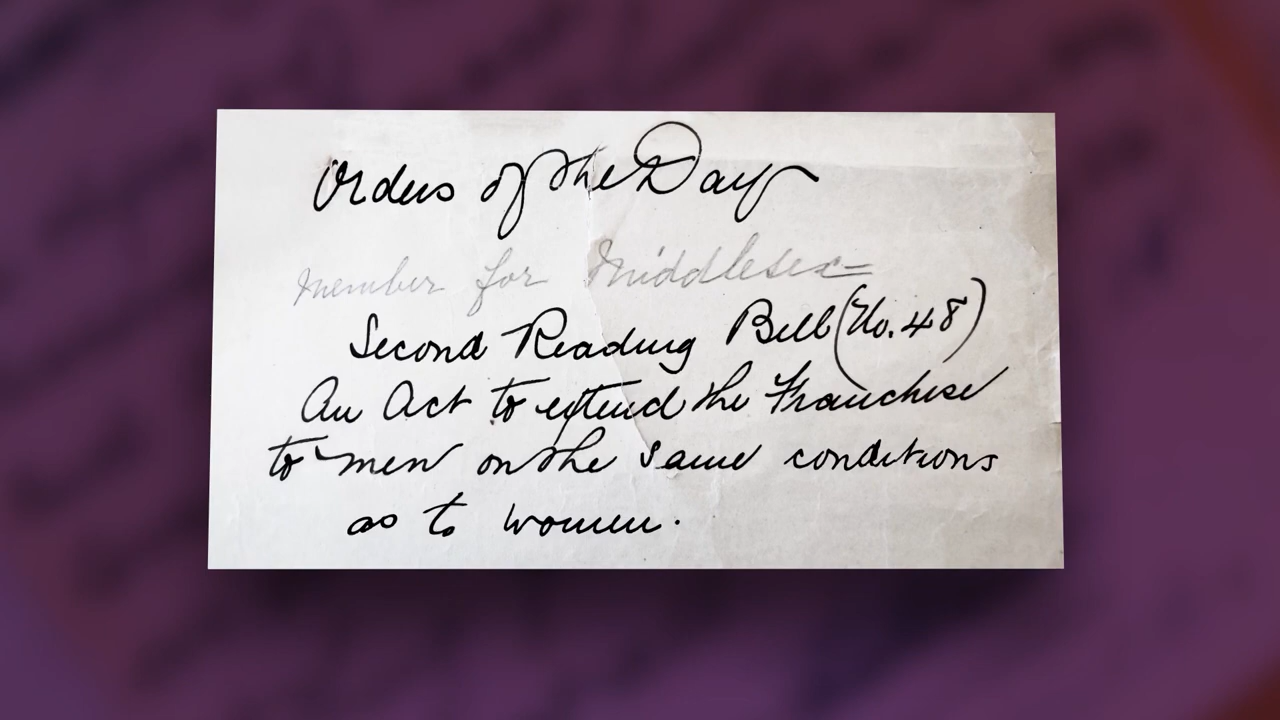 Orders of the Day
Member for Middlesex
Second Reading Bill (No. 48)
An Act to extend the Franchise
to men on the same conditions
as to women.